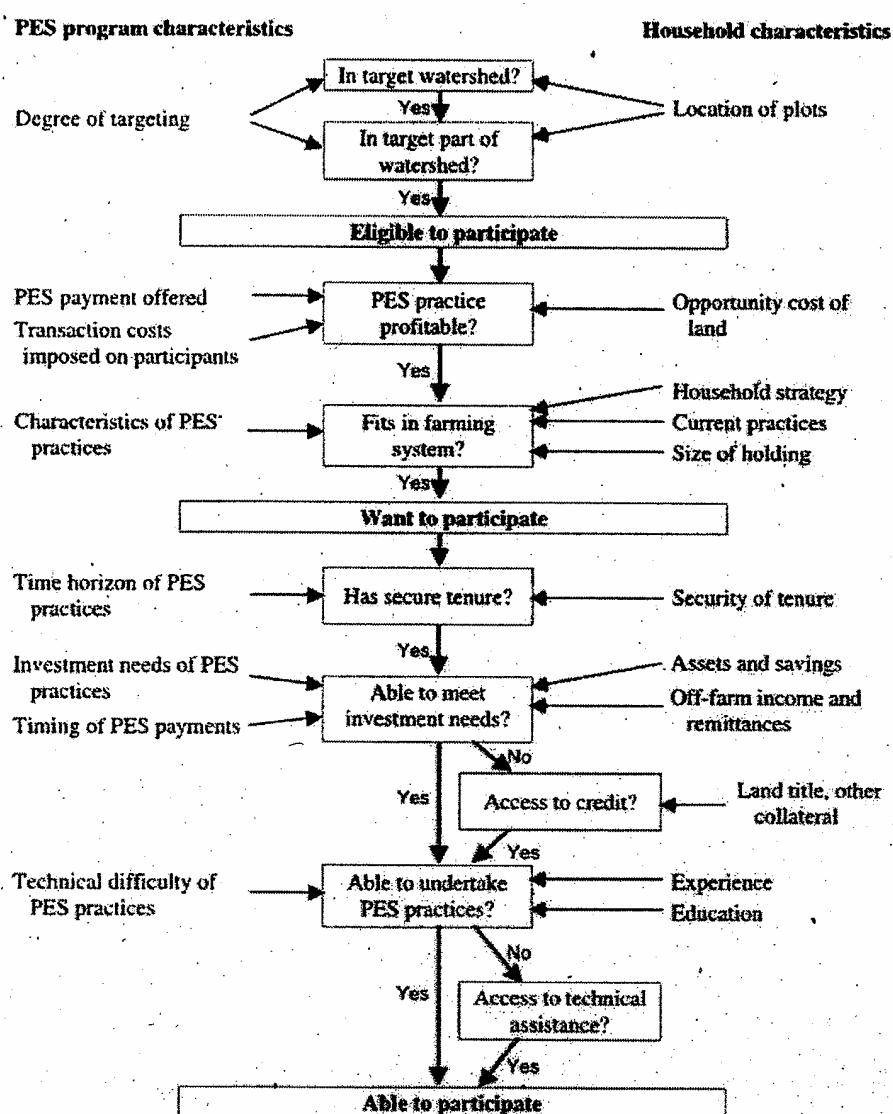 PES program characteristics
Household characteristics
In target watershed?
Yes
Degree of targeting
Location of plots
In target part of
watershed?
Yes
Eligible to participate
PES payment offered
PES practice
profitable?
Opportunity cost of
land
Transaction costs
imposed on participants
Yes
Household strategy
Characteristics of PES
practices
Fits in farming
system?
Current practices
Size of holding
Yes
Want to participate
Time horizon of PES
practices
Has secure tenure?
Security of tenure
Yes
Investment needs of PES
practices
Assets and savings
Able to meet
investment needs?
Off-farm income and
remittances
Timing of PES payments
No
Yes
Access to credit?
Land title, other
collateral
Yes
Technical difficulty of
PES practices
Able to undertake
PES practices?
Experience
Education
No
Yes
Access to technical
assistance?
Yes
Able to participate